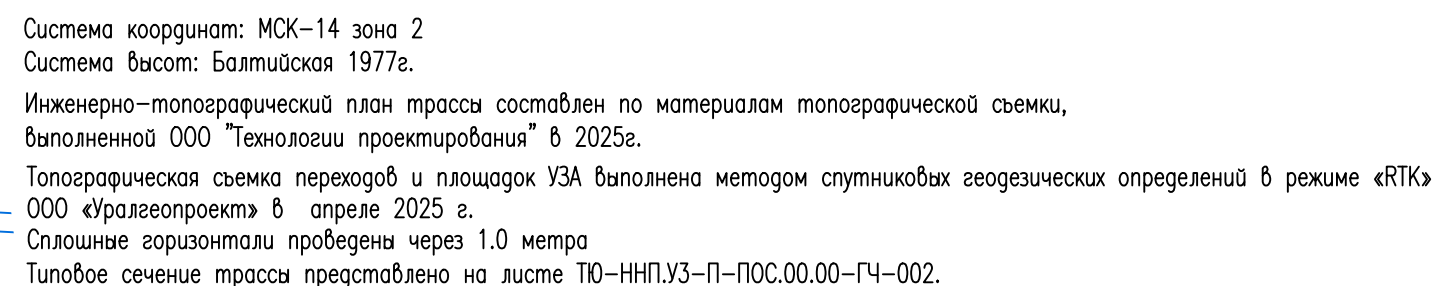 Система координат: МСК-14 зона 2
Система высот: Балтийская 1977г.
Инженерно-топографический план трассы составлен по материалам топографической съемки,
выполненной ООО "Технологии проектирования" в 2025г.
Топографическая съемка переходов и площадок УЗА выполнена методом спутниковых геодезических определений в режиме «RTK»
ООО «Уралгеопроект» в апреле 2025 г.
Сплошные горизонтали проведены через 1.0 метра
Типовое сечение трассы представлено на листе ТЮ-ННП.УЗ-П-ПОС.00.00-ГЧ-002.